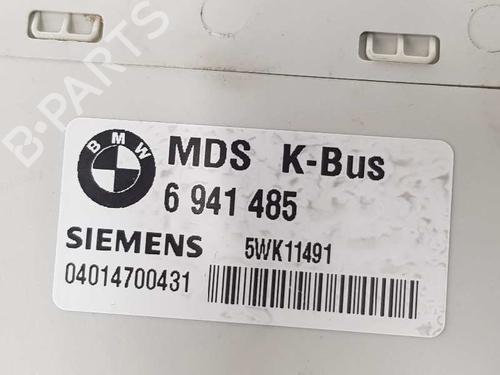 B-PARTS
BMW
MDS K-Bus
6 941 485
SIEMENS 5WK11491
04014700431